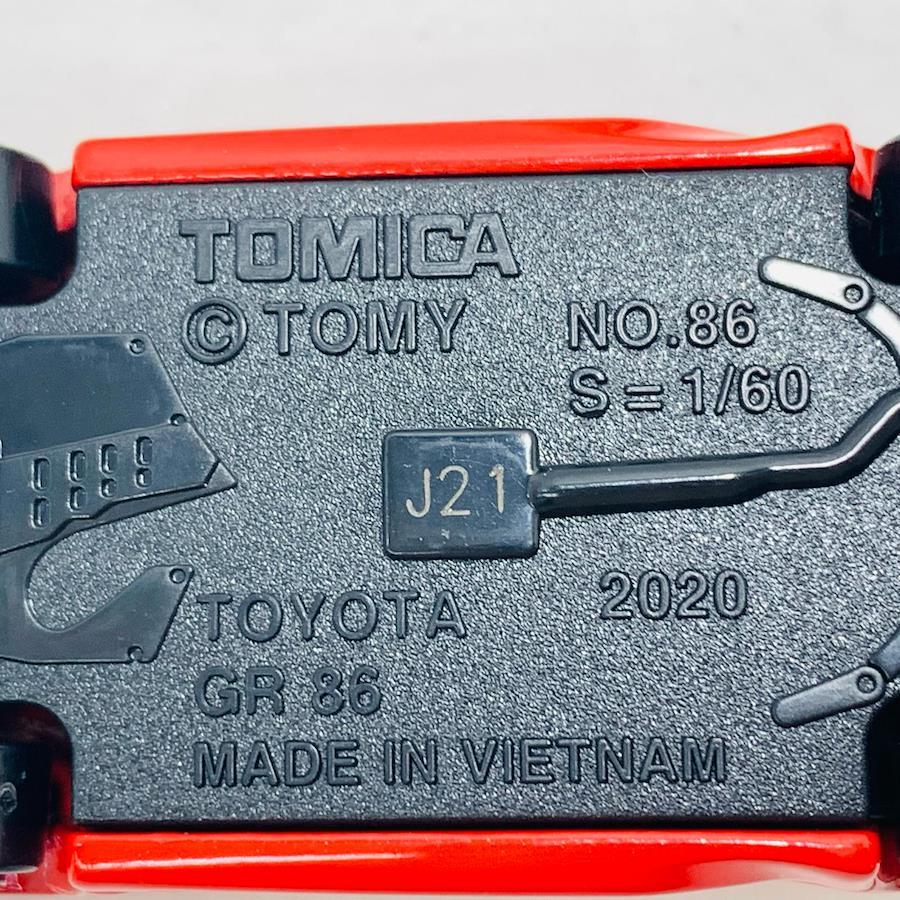 TOMICA
© TOMY
NO.86
S = 1/60
J21
2020
TOYOTA
GR 86
MADE IN VIETNAM